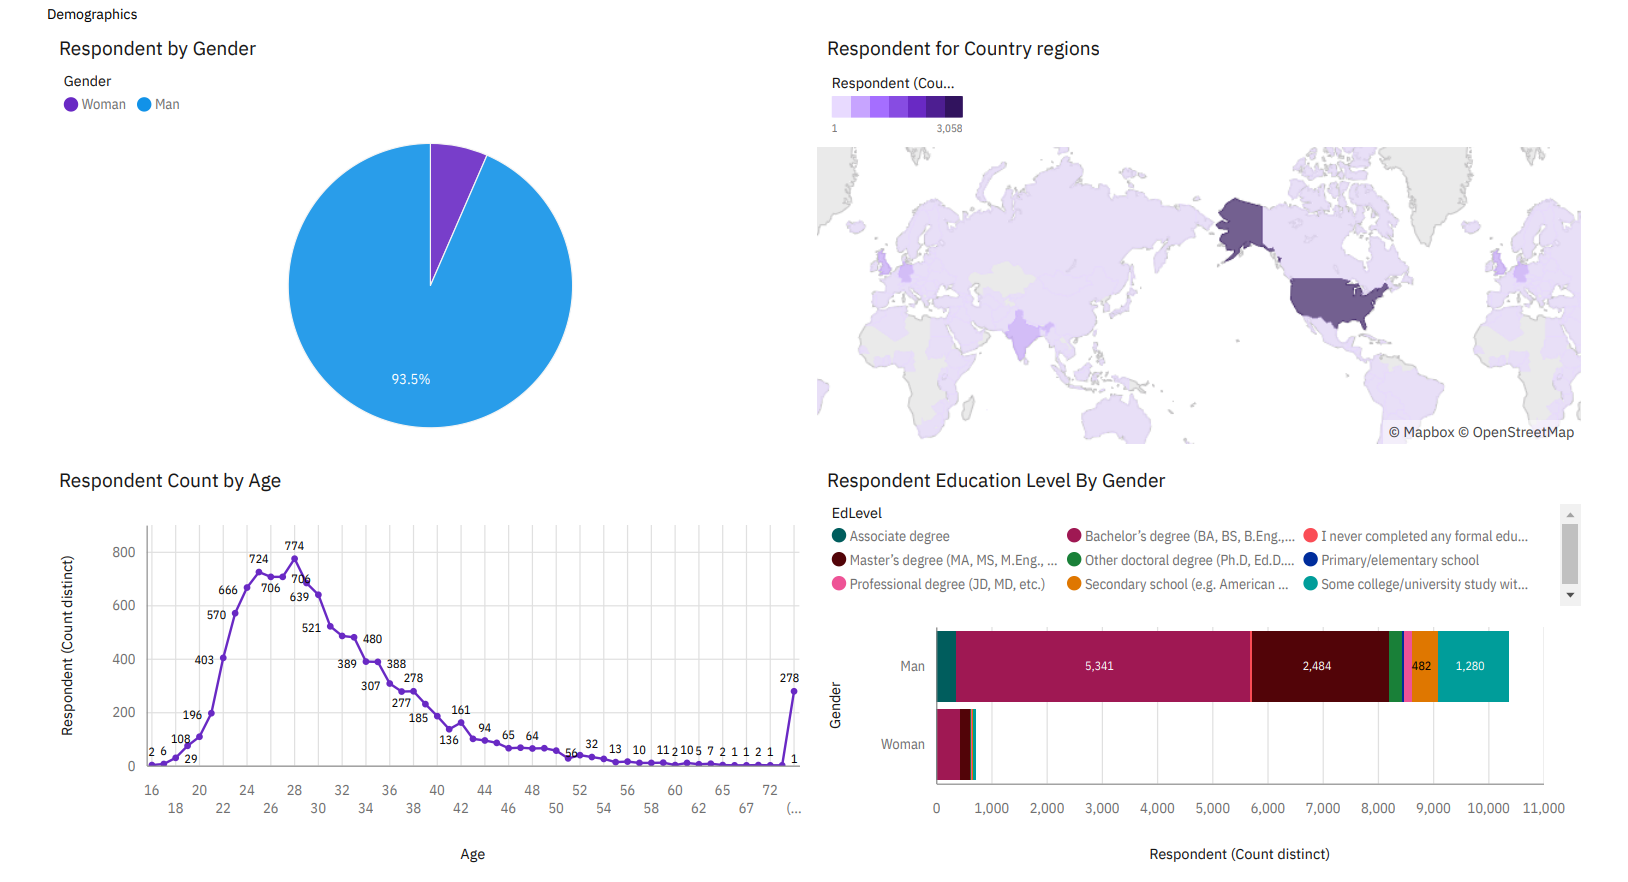 Demographics
Respondent by Gender
Gender
Woman Man
93.5%
Respondent for Country regions
Respondent (Cou...
1 3,058
© Mapbox © OpenStreetMap
Respondent Count by Age
Respondent (Count distinct)
800
600
400
200
0
2 6 29 108 196 403 570 666 724 706 774 706 639 521 480 389 388 307 277 278 185 136 161 94 65 64 56 32 13 10 11 2 10 5 7 2 1 1 2 1 1 278
16 20 24 28 32 36 40 44 48 52 56 60 65 72
18 22 26 30 34 38 42 46 50 54 58 62 67 (...
Age
Respondent Education Level By Gender
EdLevel
Associate degree Bachelor’s degree (BA, BS, B.Eng.,... I never completed any formal edu...
Master’s degree (MA, MS, M.Eng., ... Other doctoral degree (Ph.D, Ed.D.... Primary/elementary school
Professional degree (JD, MD, etc.) Secondary school (e.g. American ... Some college/university study wit...
Gender
Man 5,341 2,484 482 1,280
Woman
0 1,000 2,000 3,000 4,000 5,000 6,000 7,000 8,000 9,000 10,000 11,000
Respondent (Count distinct)